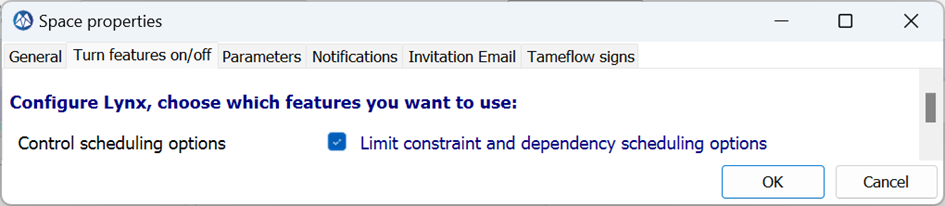 Space properties
General Turn features on/off Parameters Notifications Invitation Email Tameflow signs
Configure Lynx, choose which features you want to use:
Control scheduling options Limit constraint and dependency scheduling options
OK Cancel